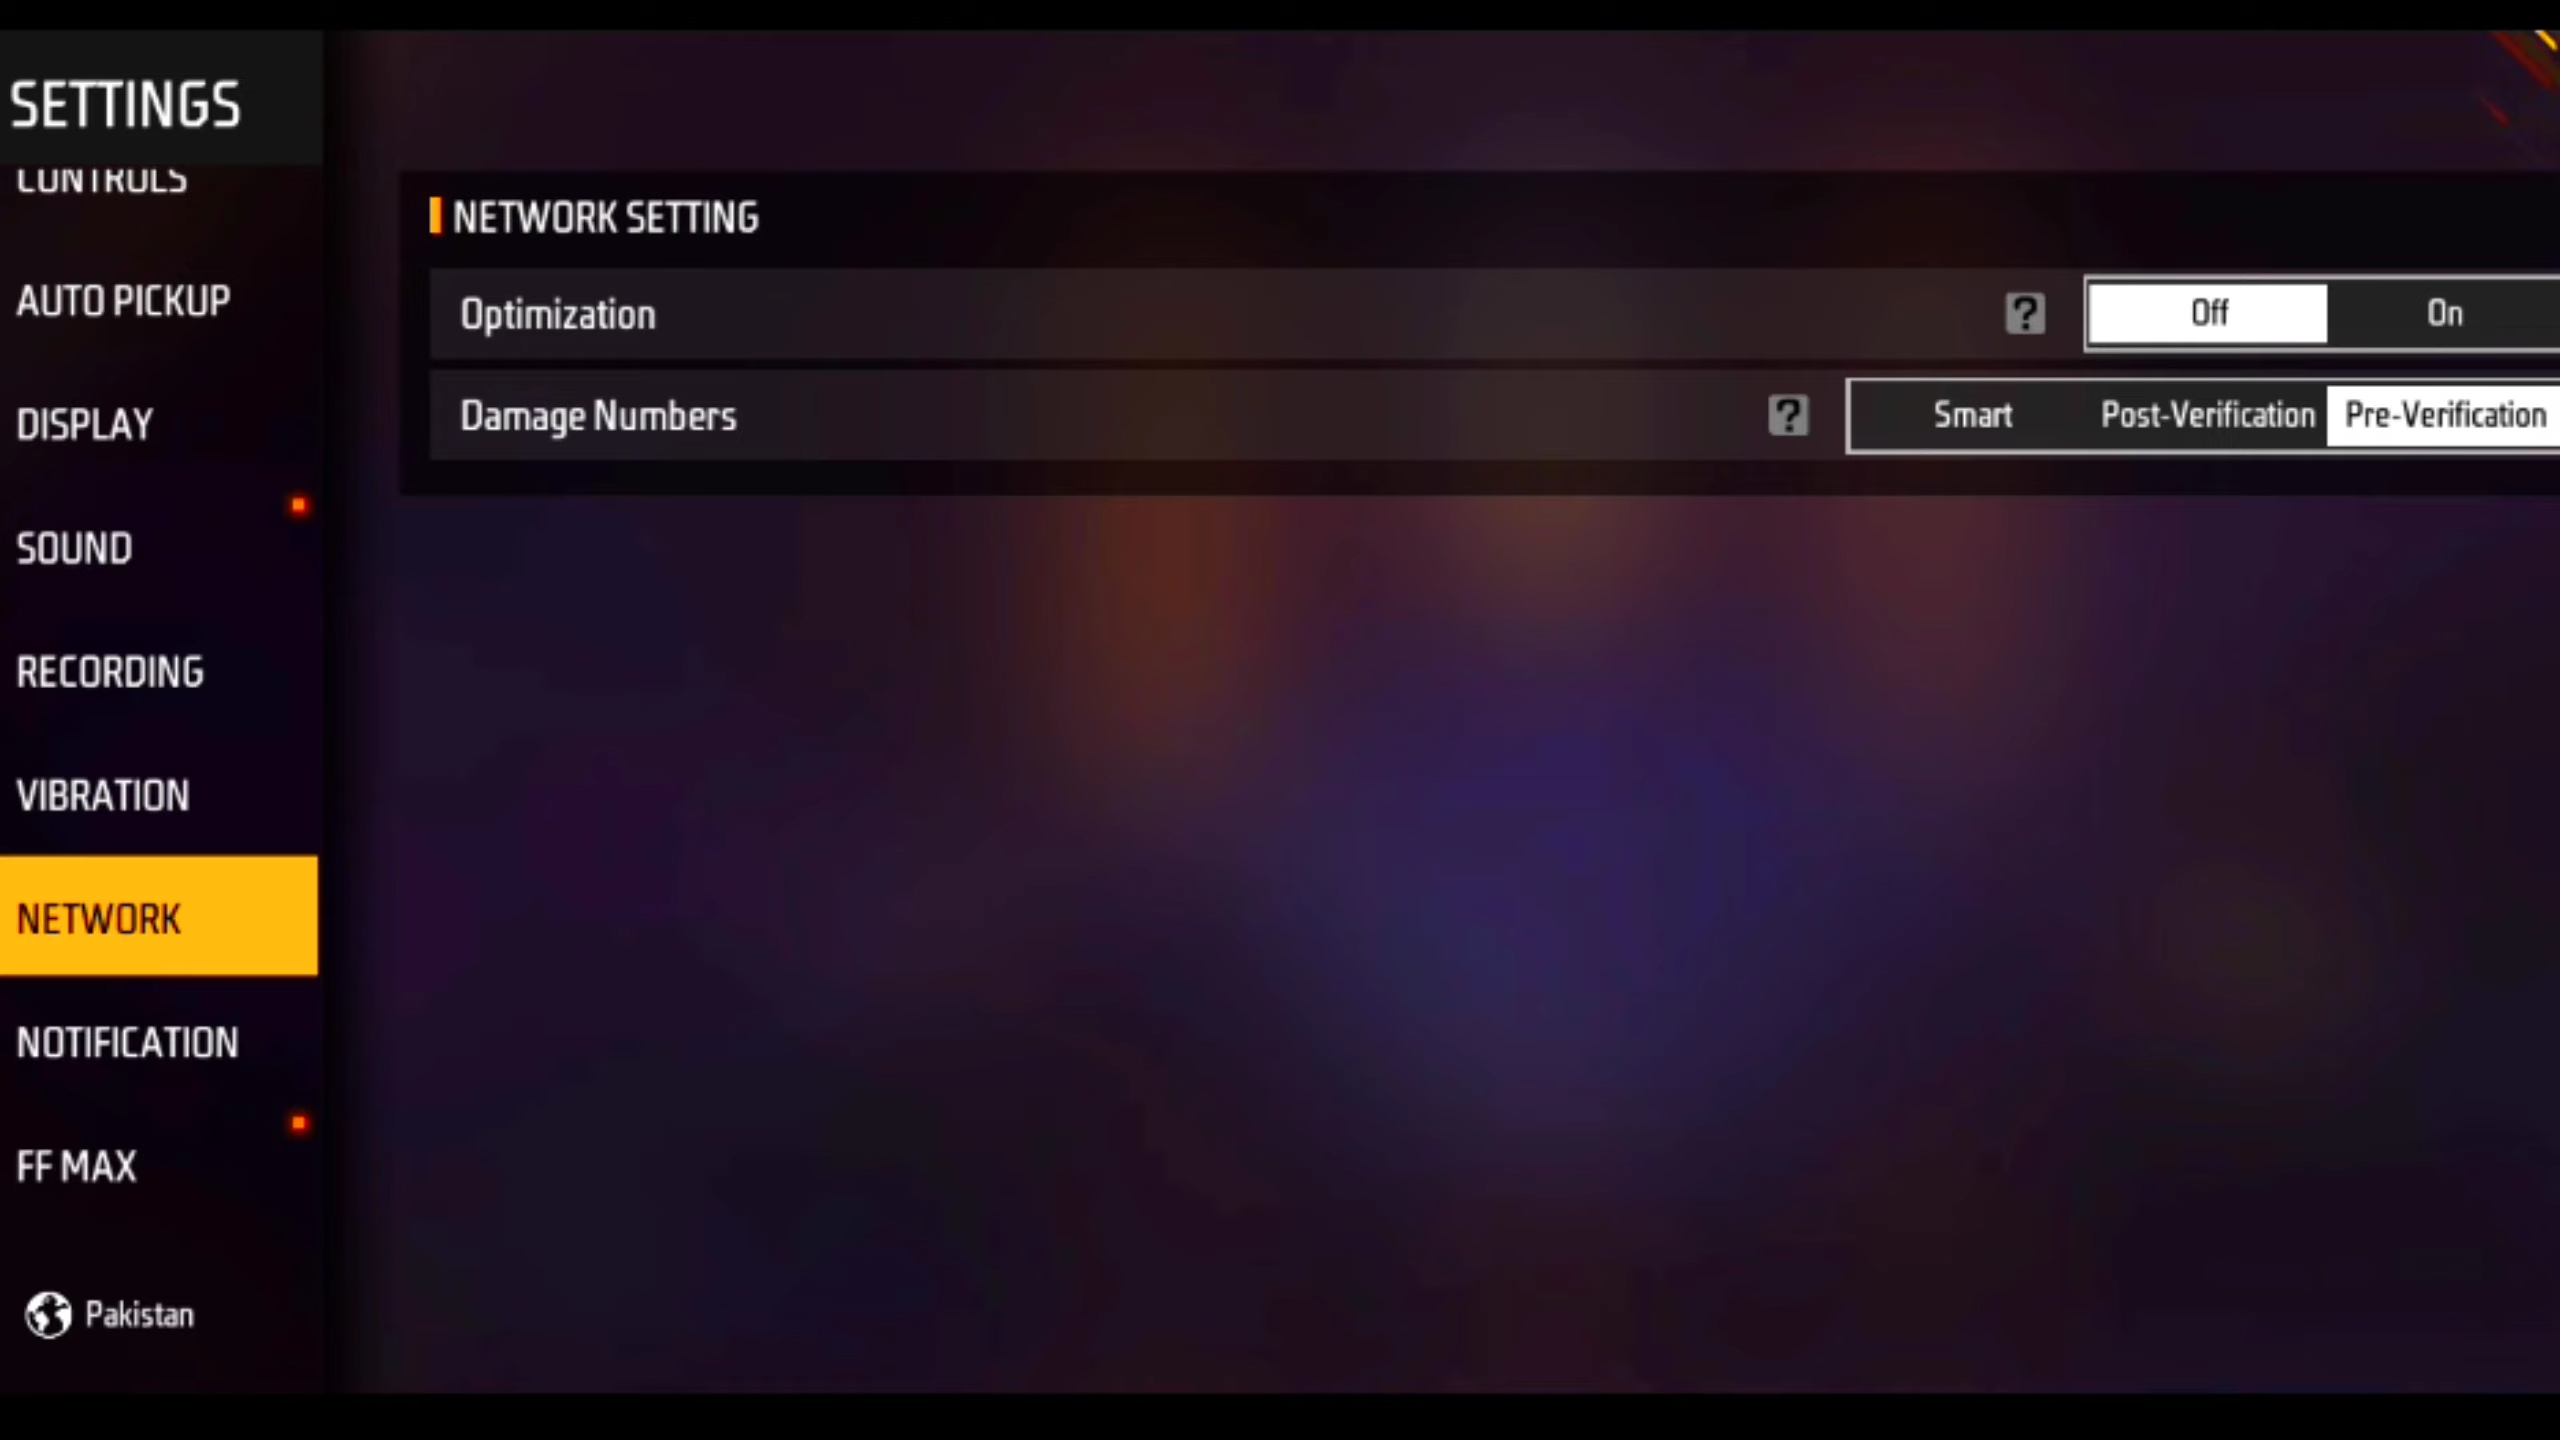 SETTINGS
CONTROLS
AUTO PICKUP
DISPLAY
SOUND
RECORDING
VIBRATION
NETWORK
NOTIFICATION
FF MAX
Pakistan
NETWORK SETTING
Optimization ? Off On
Damage Numbers ? Smart Post-Verification Pre-Verification